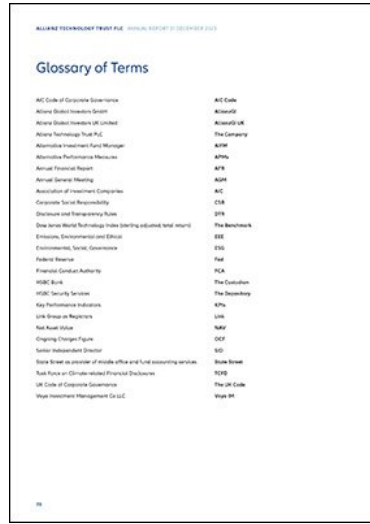 ALLIANZ TECHNOLOGY TRUST PLC ANNUAL REPORT 31 DECEMBER
Glossary of Terms
AIC Code of Corporate Governance AIC Code
Allianz Global Investors GmbH AllianzGI
Allianz Global Investors UK Limited AllianzGI UK
Allianz Technology Trust PLC The Company
Alternative Investment Fund Manager AIFM
Alternative Performance Measures APMs
Annual Financial Report AFR
Annual General Meeting AGM
Association of Investment Companies AIC
Corporate Social Responsibility CSR
Disclosure and Transparency Rules DTR
Dow Jones World Technology Index (sterling adjusted, total return) The Benchmark
Emissions, Environmental and Ethical EEE
Environmental, Social, Governance ESG
Federal Reserve Fed
Financial Conduct Authority FCA
HSBC Bank The Custodian
HSBC Security Services The Depositary
Key Performance Indicators KPIs
Link Group as Registrars Link
Net Asset Value NAV
Ongoing Charges Figure OCF
Senior Independent Director SID
State Street as provider of middle office and fund accounting services State Street
Task Force on Climate-related Financial Disclosures TCFD
UK Code of Corporate Governance The UK Code
Voya Investment Management Co LLC Voya IM